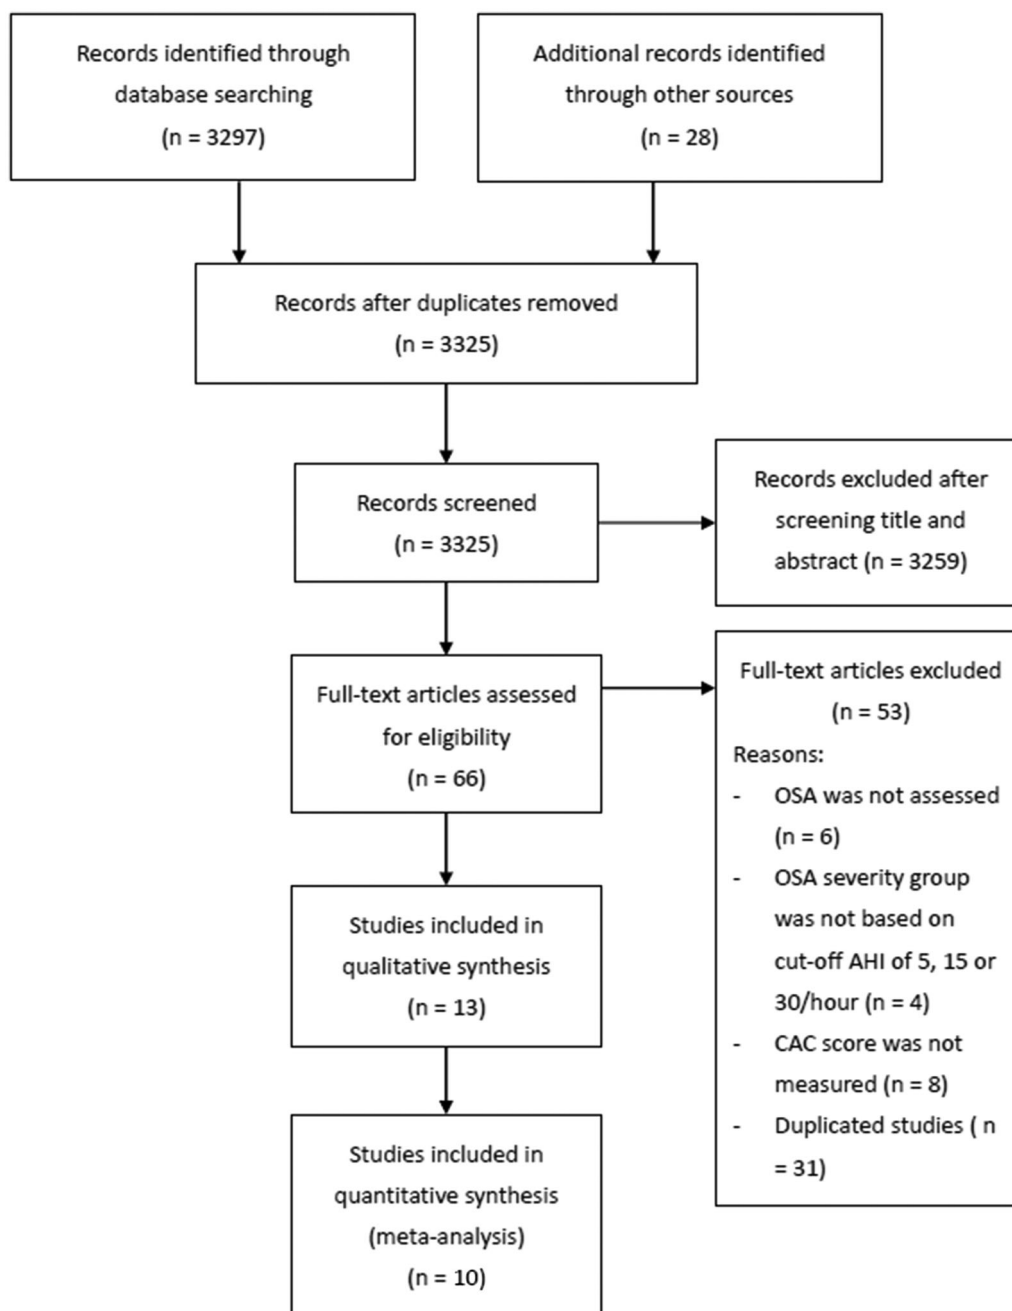 Records identified through
database searching
(n = 3297)
Additional records identified
through other sources
(n = 28)
Records after duplicates removed
(n = 3325)
Records screened
(n = 3325)
Records excluded after
screening title and
abstract (n = 3259)
Full-text articles assessed
for eligibility
(n = 66)
Full-text articles excluded
(n = 53)
Reasons:
- OSA was not assessed
(n = 6)
- OSA severity group
was not based on
cut-off AHI of 5, 15 or
30/hour (n = 4)
- CAC score was not
measured (n = 8)
- Duplicated studies ( n
= 31)
Studies included in
qualitative synthesis
(n = 13)
Studies included in
quantitative synthesis
(meta-analysis)
(n = 10)